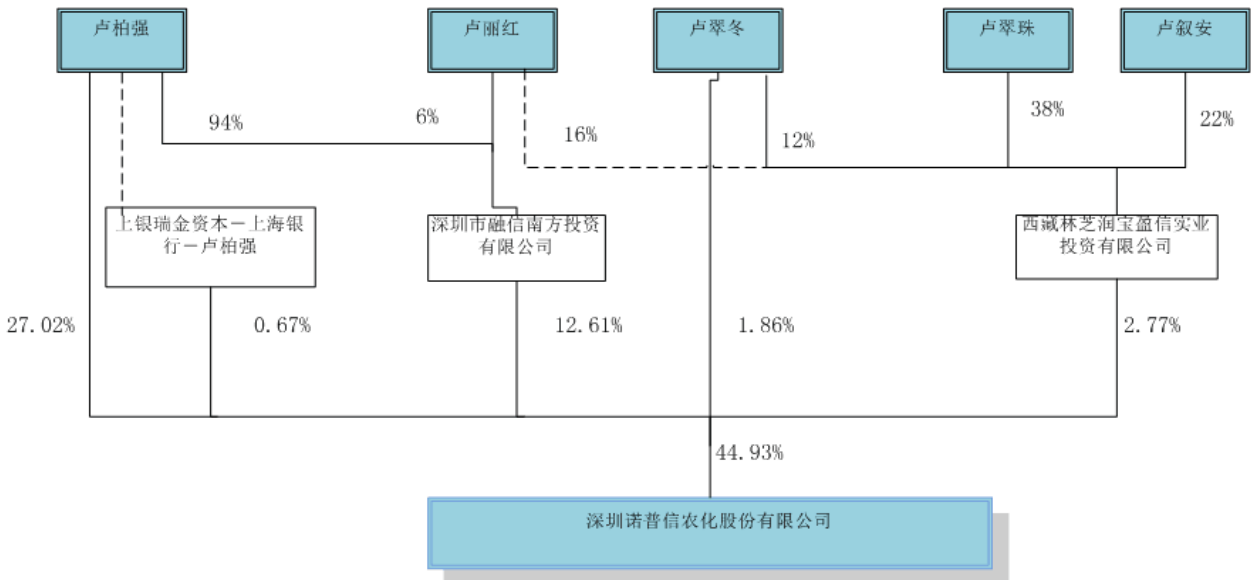 卢柏强
卢丽红
卢翠冬
卢翠珠
卢叙安
94%
6%
16%
12%
38%
22%
上银瑞金资本－上海银
行－卢柏强
深圳市融信南方投资
有限公司
西藏林芝润宝盈信实业
投资有限公司
27.02%
0.67%
12.61%
1.86%
2.77%
44.93%
深圳诺普信农化股份有限公司